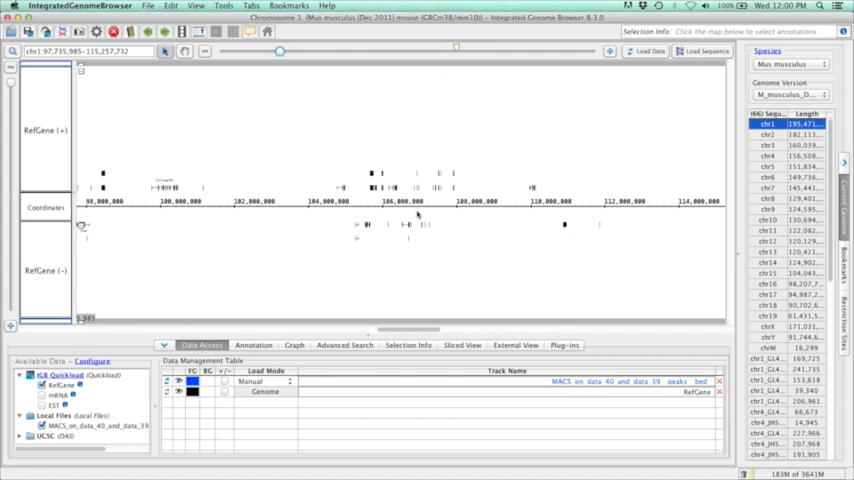 IntegratedGenomeBrowser File Edit View Tools Tabs Bookmarks Help 100% Wed 12:00 PM
Chromosome 1 (Mus musculus (Dec 2011) mouse (GRCm38/mm10)) - Integrated Genome Browser 8.3.0
Selection Info: Click the map below to select annotations
chr1:97,735,985-115,257,732
Load Data
Load Sequence
Species
Mus musculus
Genome Version
M_musculus_D...
(66) Sequ... Length
chr1 195,471,...
chr2 182,113,...
chr3 160,039,...
chr4 156,508,...
chr5 151,834,...
chr6 149,736,...
chr7 145,441,...
chr8 129,401,...
chr9 124,595,...
chr10 130,694,...
chr11 122,082,...
chr12 120,129,...
chr13 120,421,...
chr14 124,902,...
chr15 104,043,...
chr16 98,207,7...
chr17 94,987,2...
chr18 90,702,6...
chr19 61,431,5...
chrX 171,031,...
chrY 91,744,6...
chrM 16,299
chr1_GL4... 169,725
chr1_GL4... 241,735
chr1_GL4... 153,618
chr1_GL4... 39,340
chr1_GL4... 206,961
chr4_GL4... 66,673
chr4_JH5... 14,945
chr4_GL4... 227,966
chr4_JH5... 207,968
chr4_JH5... 191,905
183M of 3641M
Current Genome
Bookmarks
Restriction Sites
RefGene (+)
Coordinates
98,000,000 100,000,000 102,000,000 104,000,000 106,000,000 108,000,000 110,000,000 112,000,000 114,000,000
RefGene (-)
Data Access Annotation Graph Advanced Search Selection Info Sliced View External View Plug-ins
Available Data Configure
IGB Quickload (Quickload)
RefGene
mRNA
EST
Local Files (Local Files)
MACS_on_data_40_and_data_39
UCSC (DAS)
Data Management Table
FG BG +/- Load Mode Track Name
Manual MACS on data 40 and data 39 peaks bed
Genome RefGene